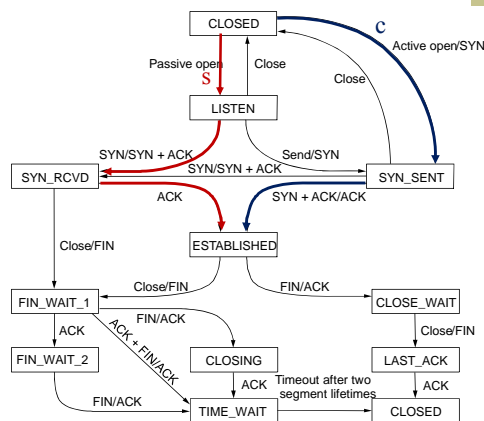 CLOSED
c
Active open/SYN
Passive open
S
Close
Close
LISTEN
SYN/SYN + ACK
Send/SYN
SYN/SYN + ACK
SYN_RCVD
SYN_SENT
ACK
SYN + ACK/ACK
ESTABLISHED
Close/FIN
Close/FIN
FIN/ACK
FIN_WAIT_1
CLOSE_WAIT
FIN/ACK
ACK
ACK + FIN/ACK
Close/FIN
FIN_WAIT_2
CLOSING
LAST_ACK
ACK
Timeout after two
segment lifetimes
ACK
FIN/ACK
TIME_WAIT
CLOSED